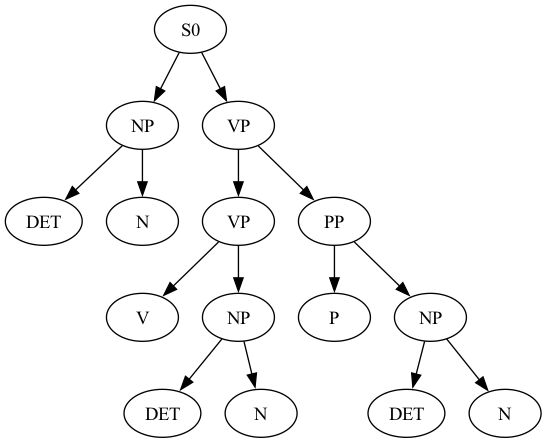 S0
NP VP
DET N VP PP
V NP P NP
DET N DET N